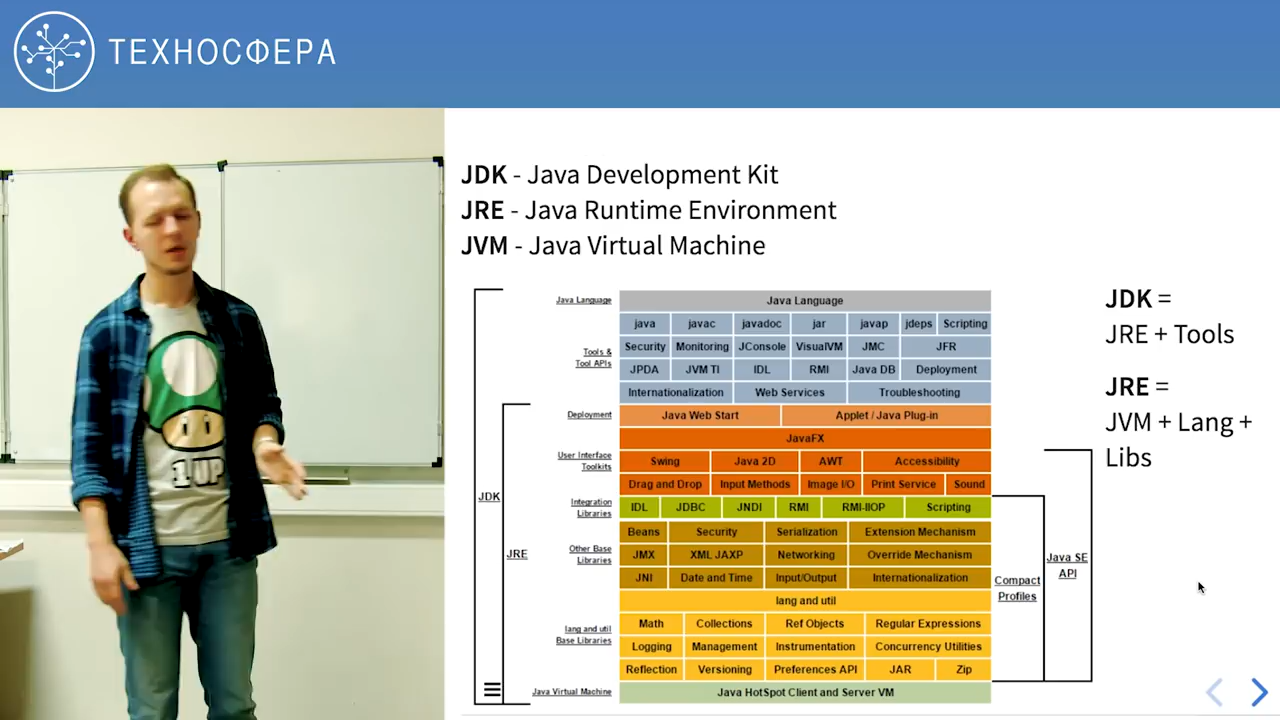 ТЕХНОСФЕРА
JDK - Java Development Kit
JRE - Java Runtime Environment
JVM - Java Virtual Machine
Java Language
Java Language
java javac javadoc jar javap jdeps Scripting
Tools & Tool APIs
Security Monitoring JConsole VisualVM JMC JFR
JPDA JVM TI IDL RMI Java DB Deployment
Internationalization Web Services Troubleshooting
Deployment
Java Web Start Applet / Java Plug-in
JavaFX
User Interface Toolkits
Swing Java 2D AWT Accessibility
Drag and Drop Input Methods Image I/O Print Service Sound
Integration Libraries
IDL JDBC JNDI RMI RMI-IIOP Scripting
JDK
JRE
Other Base Libraries
Beans Security Serialization Extension Mechanism
JMX XML JAXP Networking Override Mechanism
JNI Date and Time Input/Output Internationalization
lang and util
lang and util Base Libraries
Math Collections Ref Objects Regular Expressions
Logging Management Instrumentation Concurrency Utilities
Reflection Versioning Preferences API JAR Zip
Java Virtual Machine
Java HotSpot Client and Server VM
Compact Profiles
Java SE API
JDK =
JRE + Tools
JRE =
JVM + Lang +
Libs
1UP